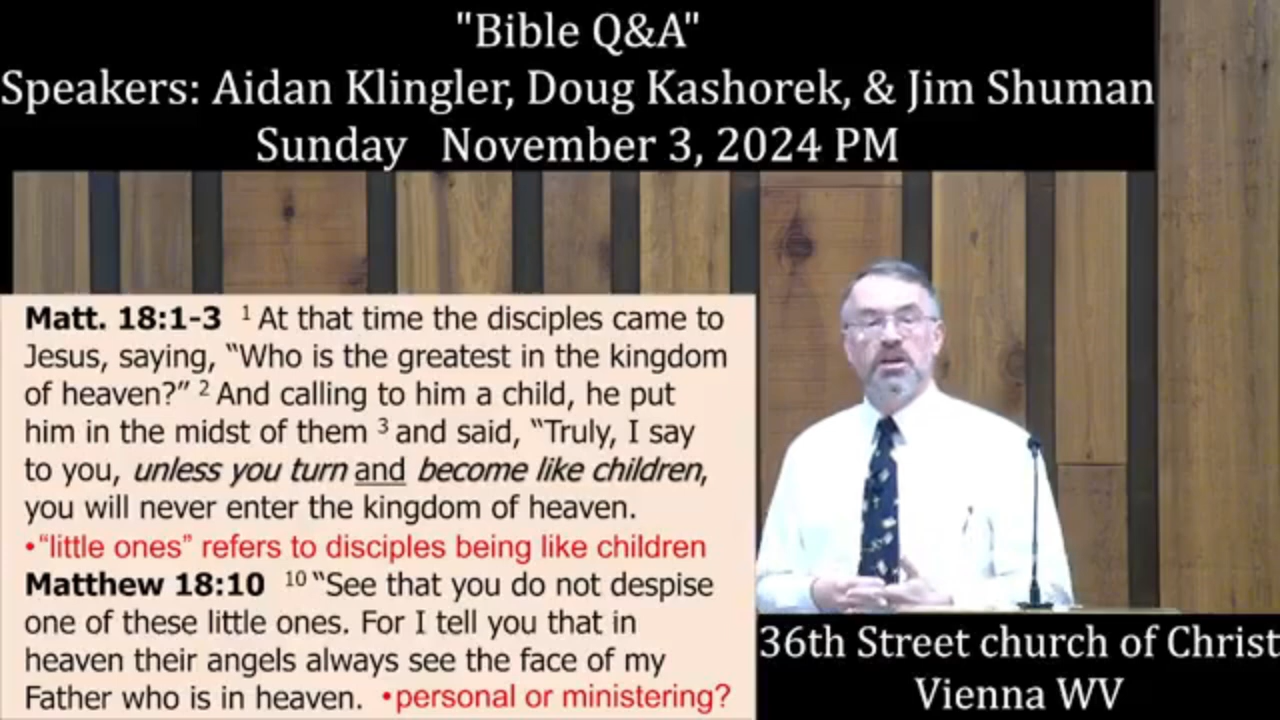 "Bible Q&A"
Speakers: Aidan Klingler, Doug Kashorek, & Jim Shuman
Sunday November 3, 2024 PM
Matt. 18:1-3 ¹ At that time the disciples came to
Jesus, saying, “Who is the greatest in the kingdom
of heaven?” ² And calling to him a child, he put
him in the midst of them ³ and said, “Truly, I say
to you, unless you turn and become like children,
you will never enter the kingdom of heaven.
•“little ones” refers to disciples being like children
Matthew 18:10 ¹⁰ “See that you do not despise
one of these little ones. For I tell you that in
heaven their angels always see the face of my
Father who is in heaven. •personal or ministering?
36th Street church of Christ
Vienna WV